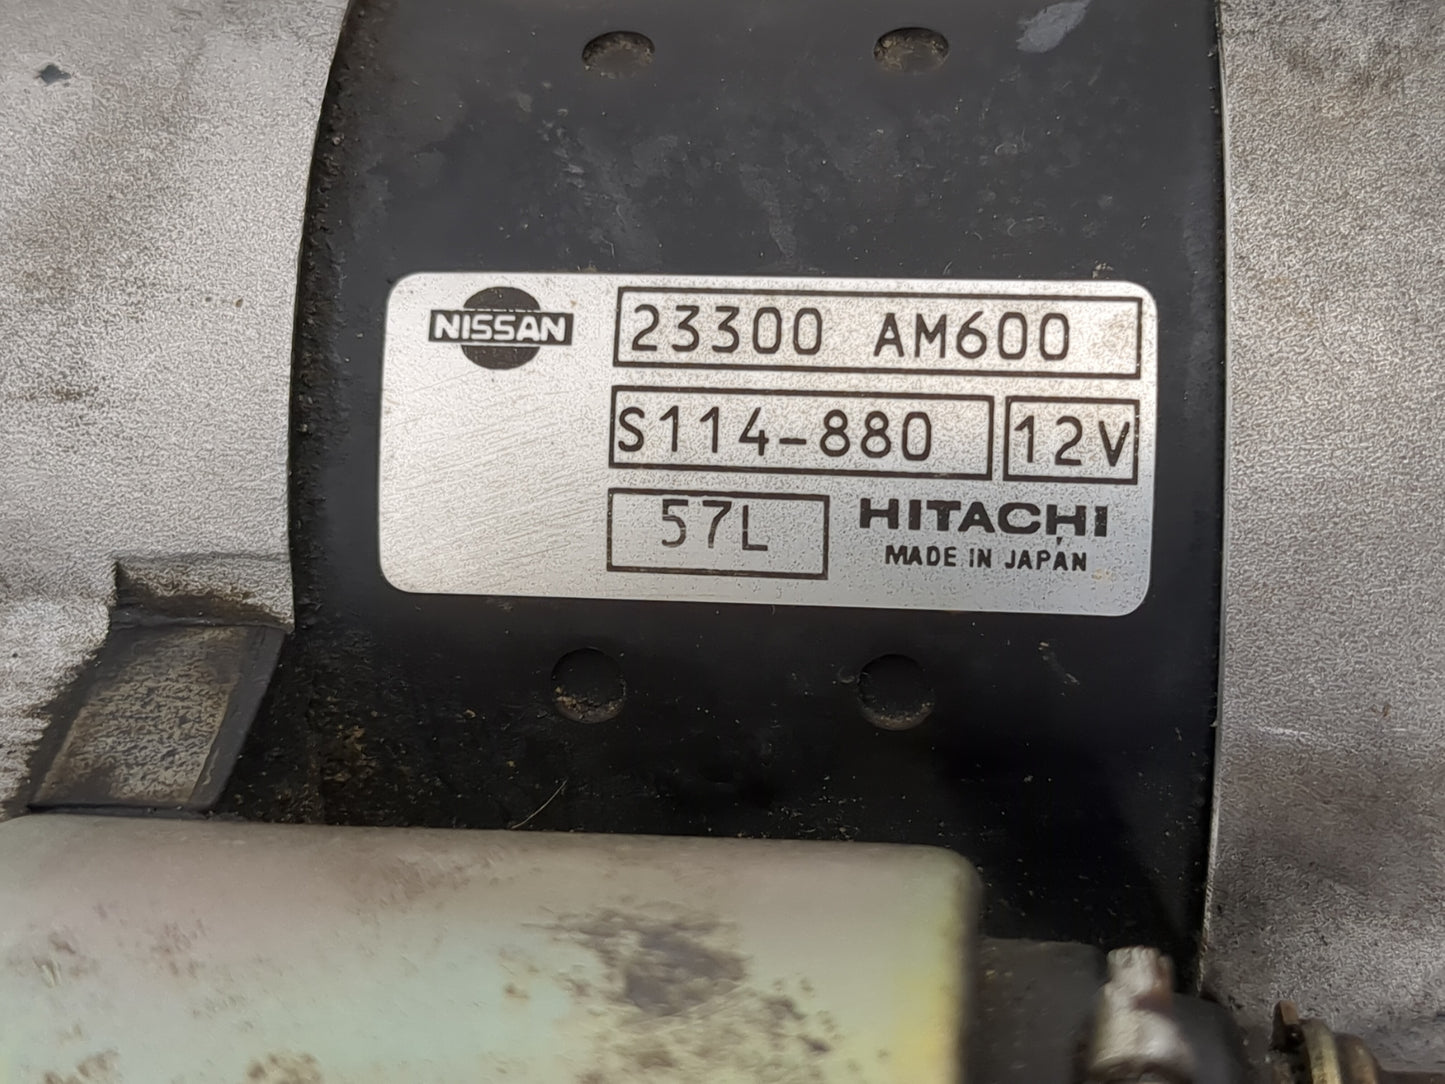 NISSAN
23300 AM600
S114-880 12V
57L
HITACHI
MADE IN JAPAN